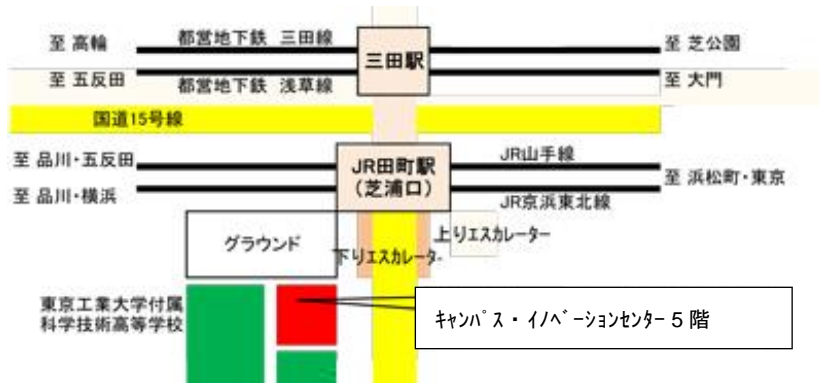 至 高輪
都営地下鉄 三田線
三田駅
至 芝公園
至 五反田
都営地下鉄 浅草線
至 大門
国道15号線
至 品川・五反田
JR田町駅
(芝浦口)
JR山手線
至 浜松町・東京
至 品川・横浜
JR京浜東北線
グラウンド
下りエスカレーター
上りエスカレーター
東京工業大学付属
科学技術高等学校
キャンパス・イノベーションセンター5階